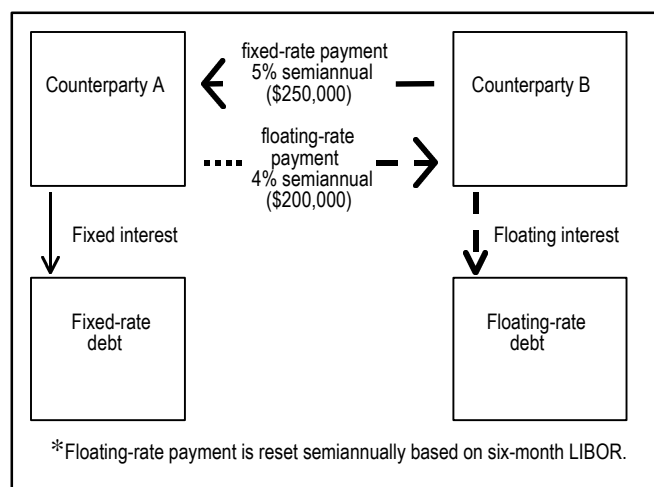 Counterparty A
fixed-rate payment
5% semiannual
($250,000)
Counterparty B
floating-rate
payment
4% semiannual
($200,000)
Fixed interest
Floating interest
Fixed-rate
debt
Floating-rate
debt
*Floating-rate payment is reset semiannually based on six-month LIBOR.